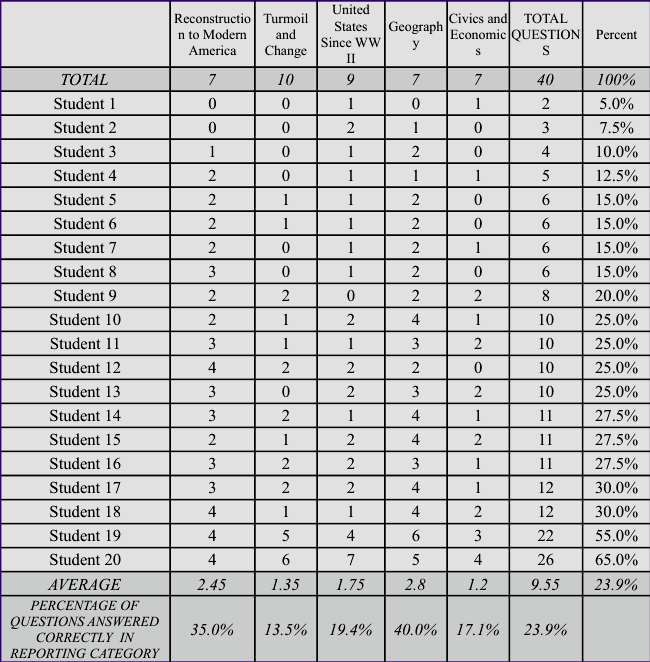 Reconstructio Turmoil United Geograph Civics and TOTAL Percent
n to Modern and States y Economic QUESTION
America Change Since WW s S
II
TOTAL 7 10 9 7 7 40 100%
Student 1 0 0 1 0 1 2 5.0%
Student 2 0 0 2 1 0 3 7.5%
Student 3 1 0 1 2 0 4 10.0%
Student 4 2 0 1 1 1 5 12.5%
Student 5 2 1 1 2 0 6 15.0%
Student 6 2 1 1 2 0 6 15.0%
Student 7 2 0 1 2 1 6 15.0%
Student 8 3 0 1 2 0 6 15.0%
Student 9 2 2 0 2 2 8 20.0%
Student 10 2 1 2 4 1 10 25.0%
Student 11 3 1 1 3 2 10 25.0%
Student 12 4 2 2 2 0 10 25.0%
Student 13 3 0 2 3 2 10 25.0%
Student 14 3 2 1 4 1 11 27.5%
Student 15 2 1 2 4 2 11 27.5%
Student 16 3 2 2 3 1 11 27.5%
Student 17 3 2 2 4 1 12 30.0%
Student 18 4 1 1 4 2 12 30.0%
Student 19 4 5 4 6 3 22 55.0%
Student 20 4 6 7 5 4 26 65.0%
AVERAGE 2.45 1.35 1.75 2.8 1.2 9.55 23.9%
PERCENTAGE OF
QUESTIONS ANSWERED
CORRECTLY IN
REPORTING CATEGORY
35.0% 13.5% 19.4% 40.0% 17.1% 23.9%